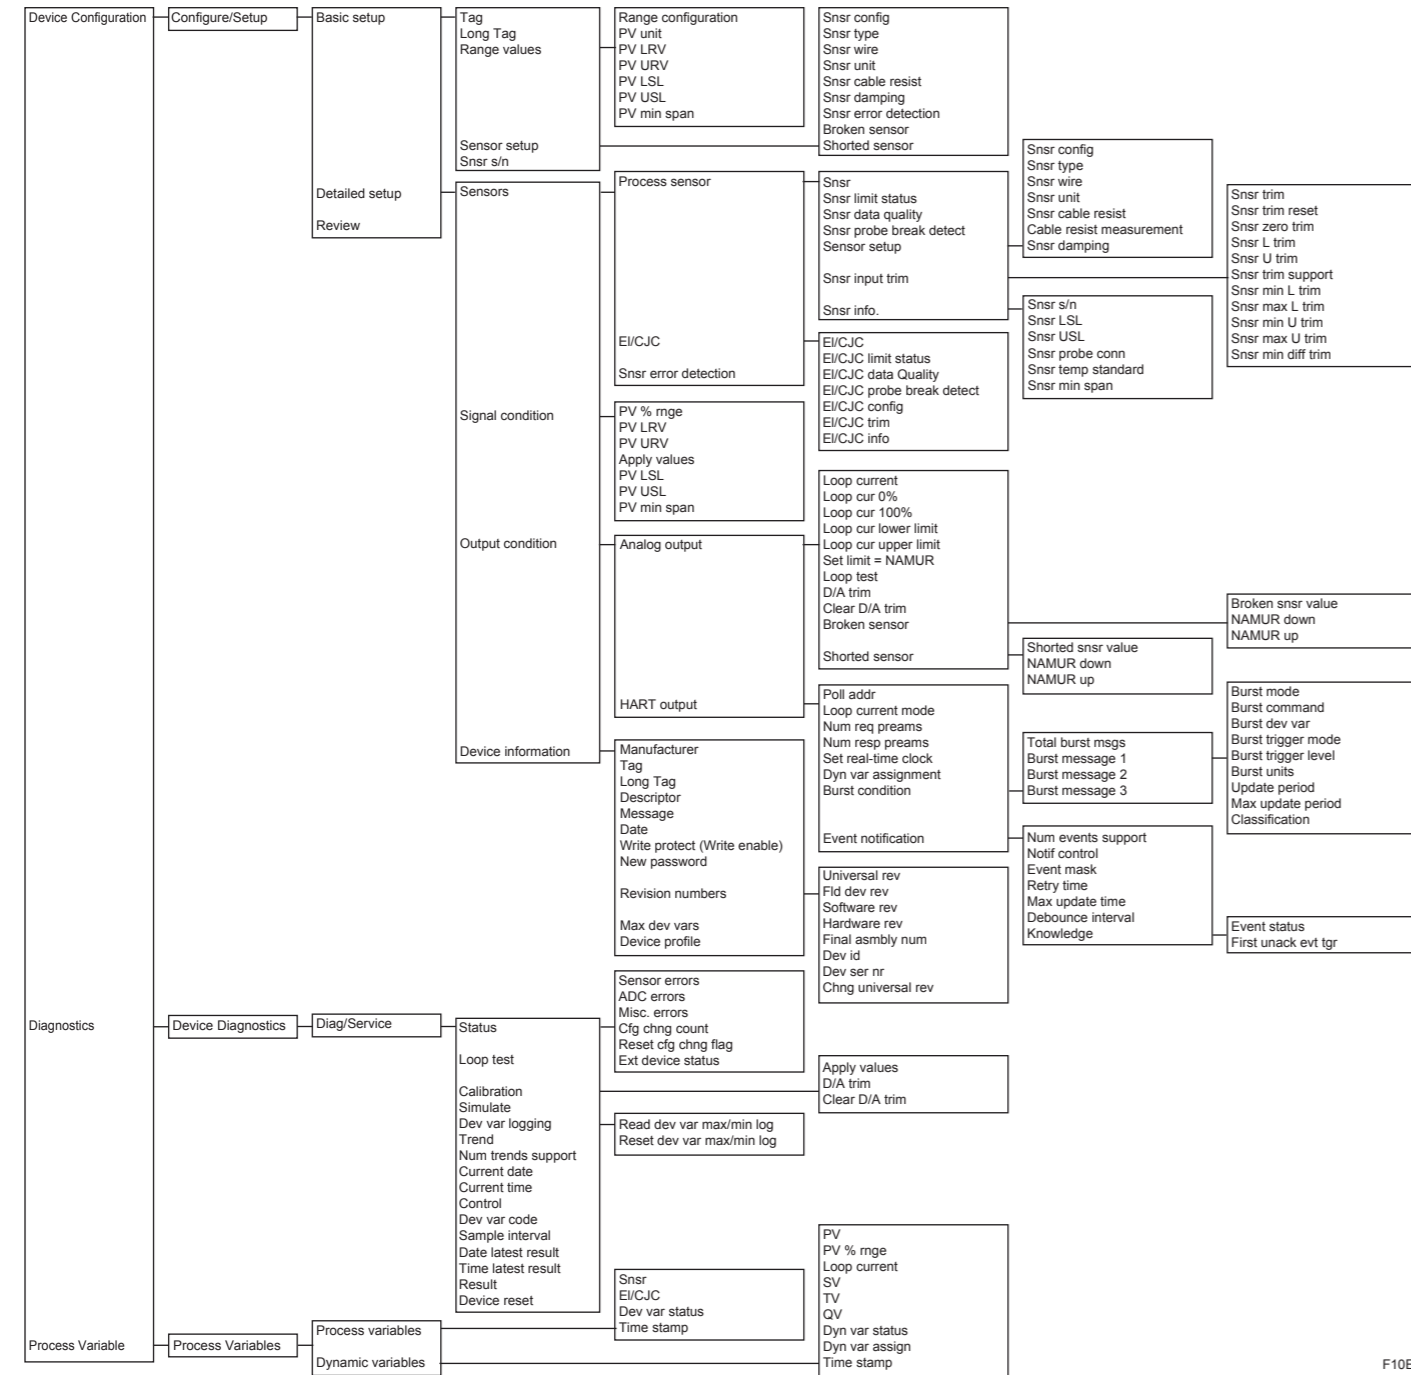 Device Configuration
Configure/Setup
Basic setup
Detailed setup
Review
Tag
Long Tag
Range values
Sensor setup
Snsr s/n
Range configuration
PV unit
PV LRV
PV URV
PV LSL
PV USL
PV min span
Snsr config
Snsr type
Snsr wire
Snsr unit
Snsr cable resist
Snsr damping
Snsr error detection
Broken sensor
Shorted sensor
Sensors
Signal condition
Output condition
Device information
Process sensor
EI/CJC
Snsr error detection
Snsr
Snsr limit status
Snsr data quality
Snsr probe break detect
Sensor setup
Snsr input trim
Snsr info.
Snsr config
Snsr type
Snsr wire
Snsr unit
Snsr cable resist
Cable resist measurement
Snsr damping
Snsr trim
Snsr trim reset
Snsr zero trim
Snsr L trim
Snsr U trim
Snsr trim support
Snsr min L trim
Snsr max L trim
Snsr min U trim
Snsr max U trim
Snsr min diff trim
Snsr s/n
Snsr LSL
Snsr USL
Snsr probe conn
Snsr temp standard
Snsr min span
EI/CJC
EI/CJC limit status
EI/CJC data Quality
EI/CJC probe break detect
EI/CJC config
EI/CJC trim
EI/CJC info
PV % rnge
PV LRV
PV URV
Apply values
PV LSL
PV USL
PV min span
Analog output
HART output
Loop current
Loop cur 0%
Loop cur 100%
Loop cur lower limit
Loop cur upper limit
Set limit = NAMUR
Loop test
D/A trim
Clear D/A trim
Broken sensor
Shorted sensor
Broken snsr value
NAMUR down
NAMUR up
Shorted snsr value
NAMUR down
NAMUR up
Poll addr
Loop current mode
Num req preams
Num resp preams
Set real-time clock
Dyn var assignment
Burst condition
Event notification
Total burst msgs
Burst message 1
Burst message 2
Burst message 3
Burst mode
Burst command
Burst dev var
Burst trigger mode
Burst trigger level
Burst units
Update period
Max update period
Classification
Num events support
Notif control
Event mask
Retry time
Max update time
Debounce interval
Knowledge
Event status
First unack evt tgr
Manufacturer
Tag
Long Tag
Descriptor
Message
Date
Write protect (Write enable)
New password
Revision numbers
Max dev vars
Device profile
Universal rev
Fld dev rev
Software rev
Hardware rev
Final asmbly num
Dev id
Dev ser nr
Chng universal rev
Diagnostics
Device Diagnostics
Diag/Service
Status
Loop test
Calibration
Simulate
Dev var logging
Trend
Num trends support
Current date
Current time
Control
Dev var code
Sample interval
Date latest result
Time latest result
Result
Device reset
Sensor errors
ADC errors
Misc. errors
Cfg chng count
Reset cfg chng flag
Ext device status
Apply values
D/A trim
Clear D/A trim
Read dev var max/min log
Reset dev var max/min log
Process Variable
Process Variables
Process variables
Dynamic variables
Snsr
EI/CJC
Dev var status
Time stamp
PV
PV % rnge
Loop current
SV
TV
QV
Dyn var status
Dyn var assign
Time stamp